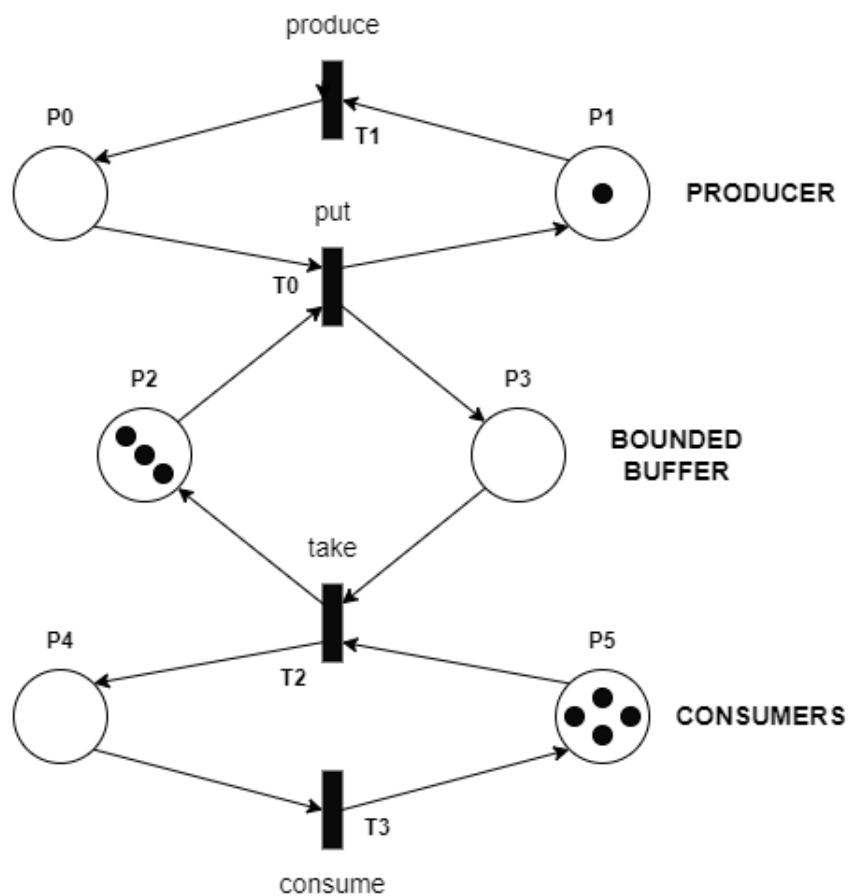 produce
P0
P1
T1
PRODUCER
put
T0
P2
P3
BOUNDED
BUFFER
take
P4
P5
T2
CONSUMERS
T3
consume